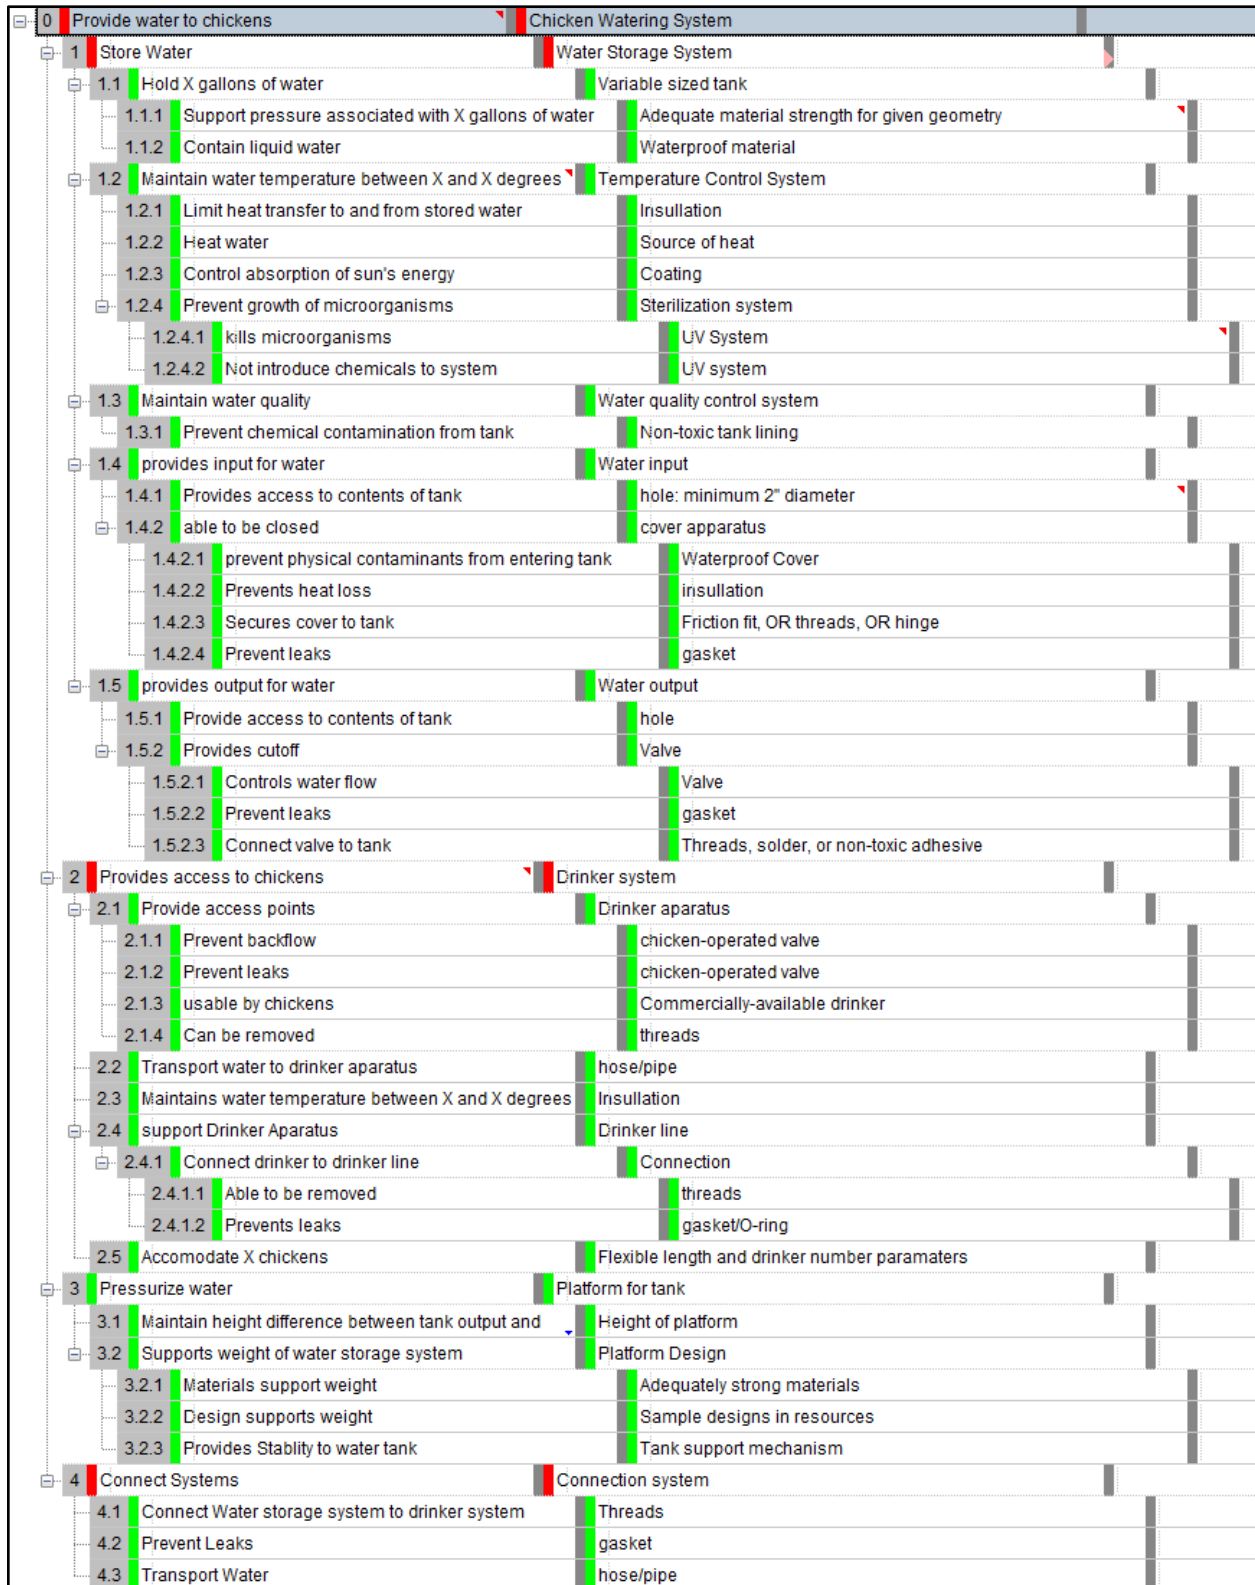 0 Provide water to chickens Chicken Watering System
1 Store Water Water Storage System
1.1 Hold X gallons of water Variable sized tank
1.1.1 Support pressure associated with X gallons of water Adequate material strength for given geometry
1.1.2 Contain liquid water Waterproof material
1.2 Maintain water temperature between X and X degrees Temperature Control System
1.2.1 Limit heat transfer to and from stored water Insullation
1.2.2 Heat water Source of heat
1.2.3 Control absorption of sun's energy Coating
1.2.4 Prevent growth of microorganisms Sterilization system
1.2.4.1 kills microorganisms UV System
1.2.4.2 Not introduce chemicals to system UV system
1.3 Maintain water quality Water quality control system
1.3.1 Prevent chemical contamination from tank Non-toxic tank lining
1.4 provides input for water Water input
1.4.1 Provides access to contents of tank hole: minimum 2" diameter
1.4.2 able to be closed cover apparatus
1.4.2.1 prevent physical contaminants from entering tank Waterproof Cover
1.4.2.2 Prevents heat loss insullation
1.4.2.3 Secures cover to tank Friction fit, OR threads, OR hinge
1.4.2.4 Prevent leaks gasket
1.5 provides output for water Water output
1.5.1 Provide access to contents of tank hole
1.5.2 Provides cutoff Valve
1.5.2.1 Controls water flow Valve
1.5.2.2 Prevent leaks gasket
1.5.2.3 Connect valve to tank Threads, solder, or non-toxic adhesive
2 Provides access to chickens Drinker system
2.1 Provide access points Drinker aparatus
2.1.1 Prevent backflow chicken-operated valve
2.1.2 Prevent leaks chicken-operated valve
2.1.3 usable by chickens Commercially-available drinker
2.1.4 Can be removed threads
2.2 Transport water to drinker apparatus hose/pipe
2.3 Maintains water temperature between X and X degrees Insullation
2.4 support Drinker Aparatus Drinker line
2.4.1 Connect drinker to drinker line Connection
2.4.1.1 Able to be removed threads
2.4.1.2 Prevents leaks gasket/O-ring
2.5 Accomodate X chickens Flexible length and drinker number paramaters
3 Pressurize water Platform for tank
3.1 Maintain height difference between tank output and Height of platform
3.2 Supports weight of water storage system Platform Design
3.2.1 Materials support weight Adequately strong materials
3.2.2 Design supports weight Sample designs in resources
3.2.3 Provides Stablity to water tank Tank support mechanism
4 Connect Systems Connection system
4.1 Connect Water storage system to drinker system Threads
4.2 Prevent Leaks gasket
4.3 Transport Water hose/pipe